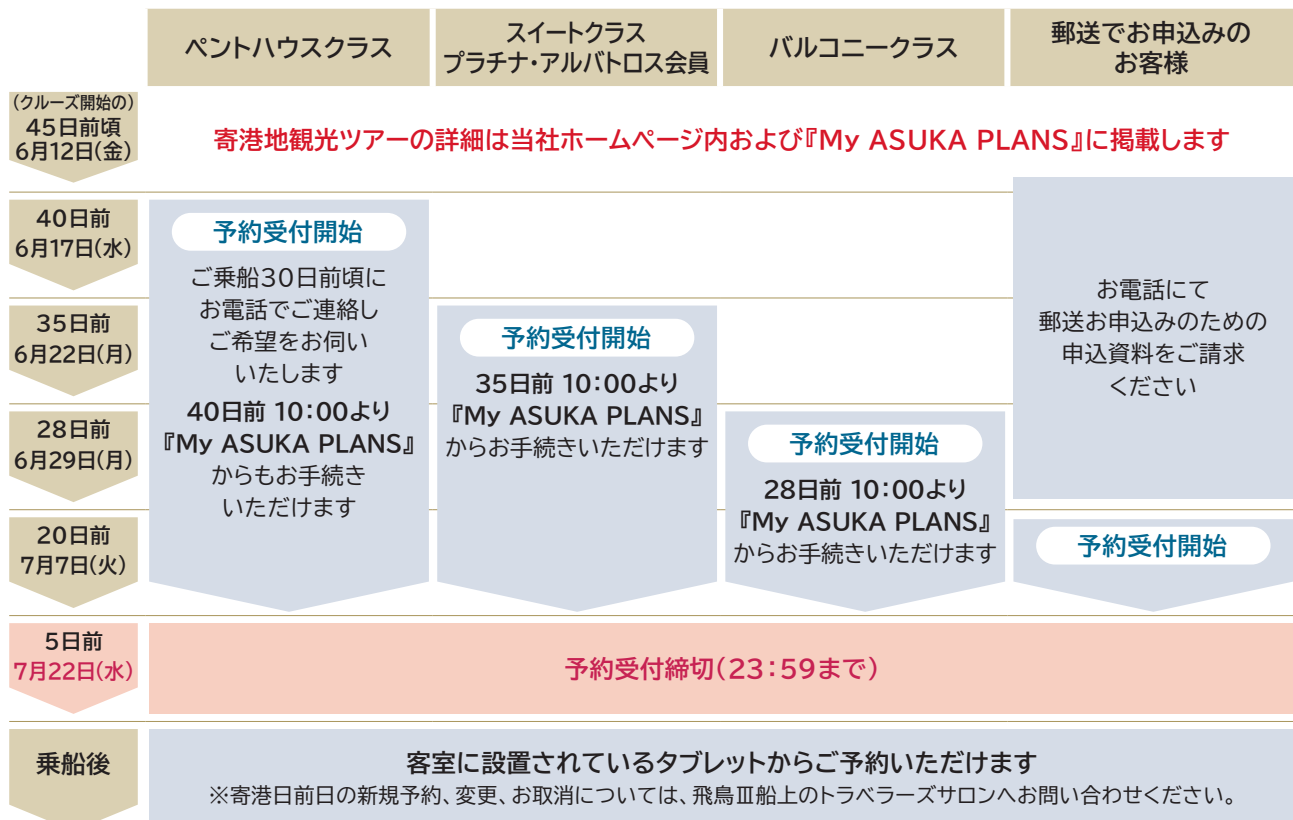 ペントハウスクラス
スイートクラス
プラチナ・アルバトロス会員
バルコニークラス
郵送でお申込みの
お客様
(クルーズ開始の)
45日前頃
6月12日(金)
寄港地観光ツアーの詳細は当社ホームページ内および『My ASUKA PLANS』に掲載します
40日前
6月17日(水)
予約受付開始
ご乗船30日前頃に
お電話でご連絡し
ご希望をお伺い
いたします
40日前 10:00より
『My ASUKA PLANS』
からもお手続き
いただけます
お電話にて
郵送お申込みのための
申込資料をご請求
ください
35日前
6月22日(月)
予約受付開始
35日前 10:00より
『My ASUKA PLANS』
からお手続きいただけます
28日前
6月29日(月)
予約受付開始
28日前 10:00より
『My ASUKA PLANS』
からお手続きいただけます
20日前
7月7日(火)
予約受付開始
5日前
7月22日(水)
予約受付締切(23:59まで)
乗船後
客室に設置されているタブレットからご予約いただけます
※寄港日前日の新規予約、変更、お取消については、飛鳥Ⅲ船上のトラベラーズサロンへお問い合わせください。